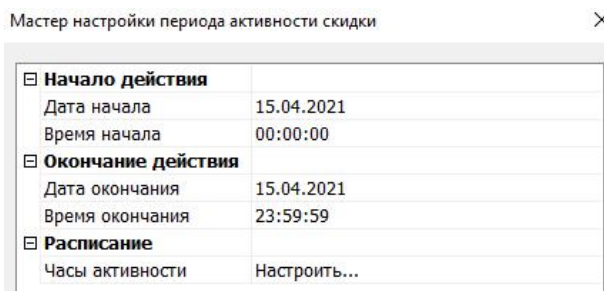 Мастер настройки периода активности скидки
Начало действия
Дата начала 15.04.2021
Время начала 00:00:00
Окончание действия
Дата окончания 15.04.2021
Время окончания 23:59:59
Расписание
Часы активности Настроить...